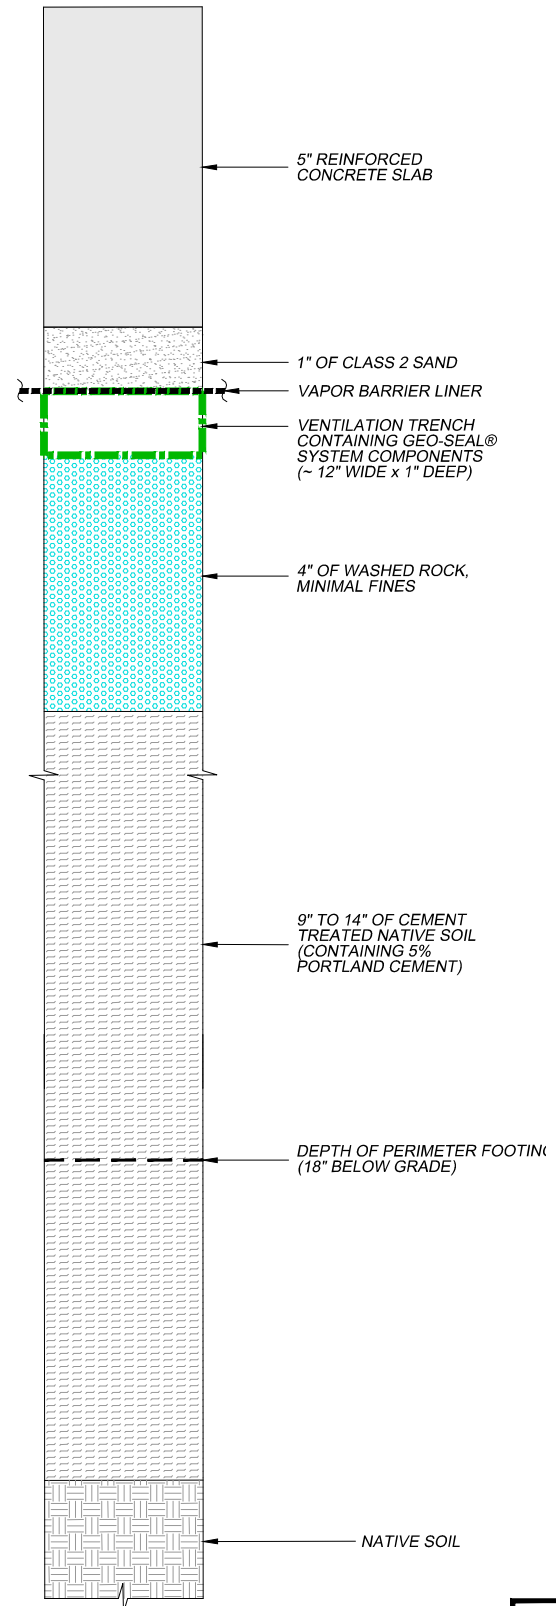 5" REINFORCED
CONCRETE SLAB
1" OF CLASS 2 SAND
VAPOR BARRIER LINER
VENTILATION TRENCH
CONTAINING GEO-SEAL®
SYSTEM COMPONENTS
(~ 12" WIDE x 1" DEEP)
4" OF WASHED ROCK,
MINIMAL FINES
9" TO 14" OF CEMENT
TREATED NATIVE SOIL
(CONTAINING 5%
PORTLAND CEMENT)
DEPTH OF PERIMETER FOOTING
(18" BELOW GRADE)
NATIVE SOIL